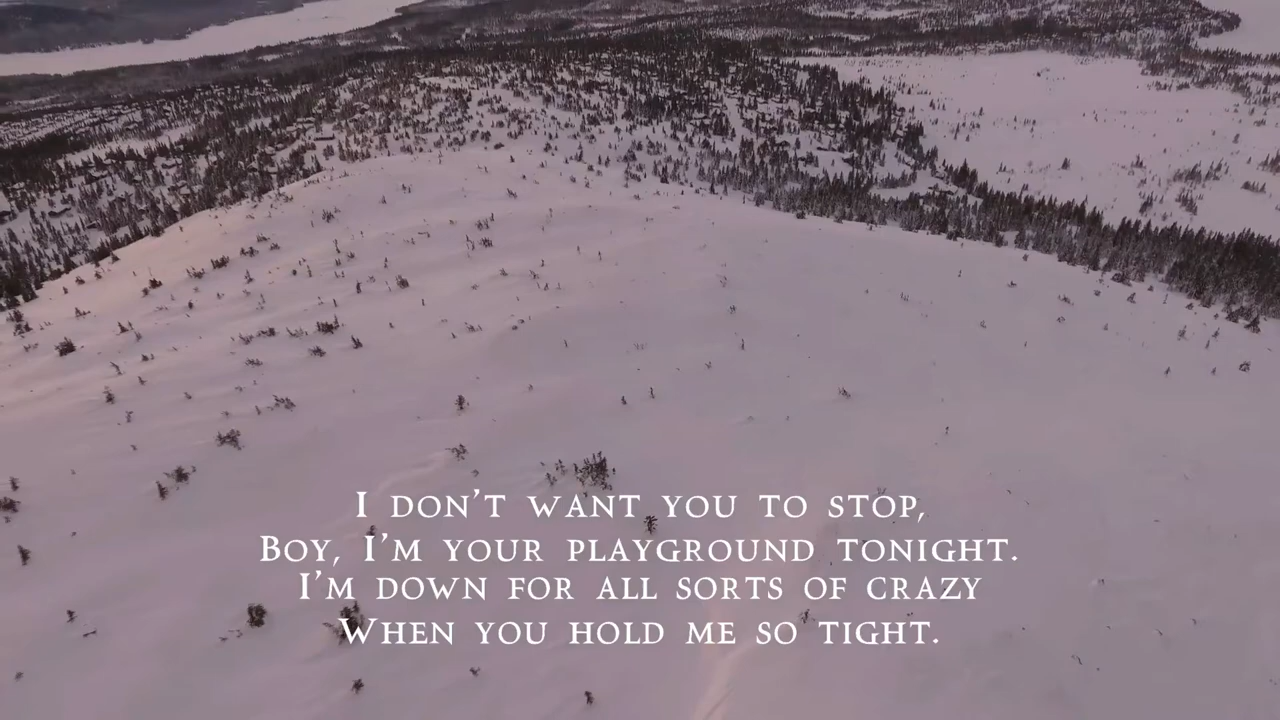 I don't want you to stop,
Boy, I'm your playground tonight.
I'm down for all sorts of crazy
When you hold me so tight.